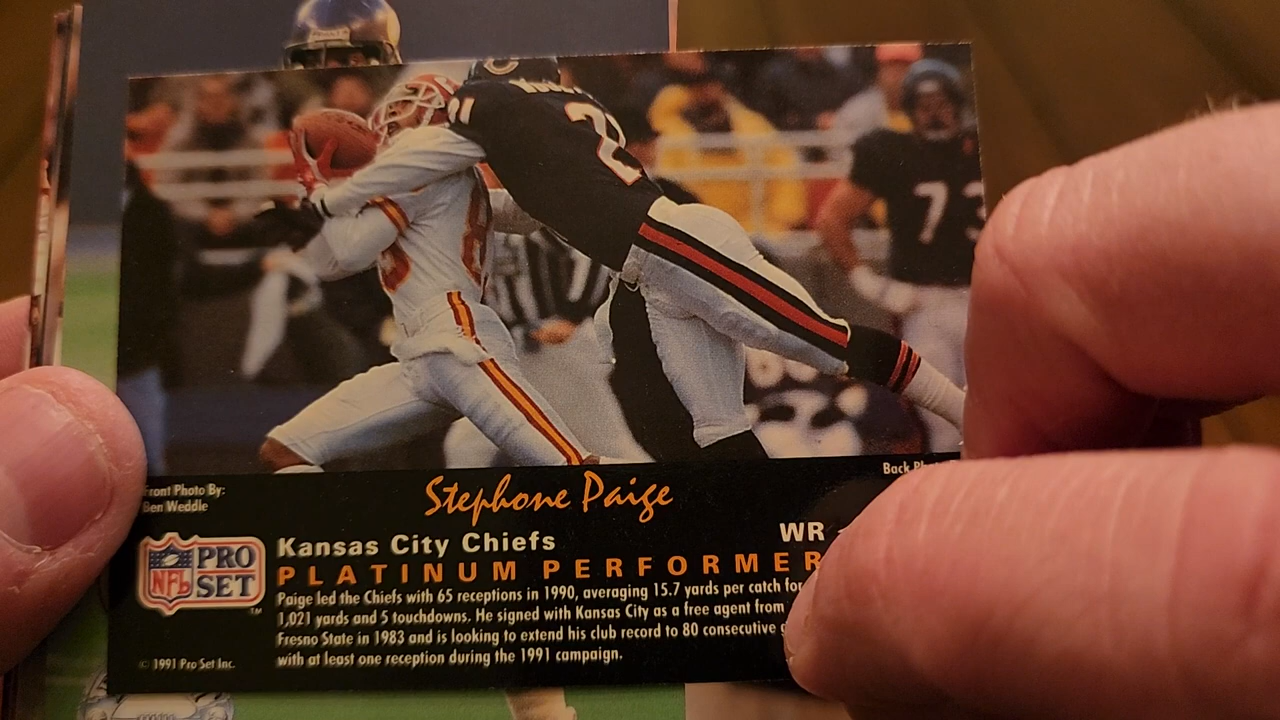 21
2
73
8
Front Photo By:
Ben Weddle
Back
Stephone Paige
Kansas City Chiefs
WR
PLATINUM PERFORMER
NFL
PRO
SET
TM
Paige led the Chiefs with 65 receptions in 1990, averaging 15.7 yards per catch for
1,021 yards and 5 touchdowns. He signed with Kansas City as a free agent from
Fresno State in 1983 and is looking to extend his club record to 80 consecutive
with at least one reception during the 1991 campaign.
© 1991 Pro Set Inc.